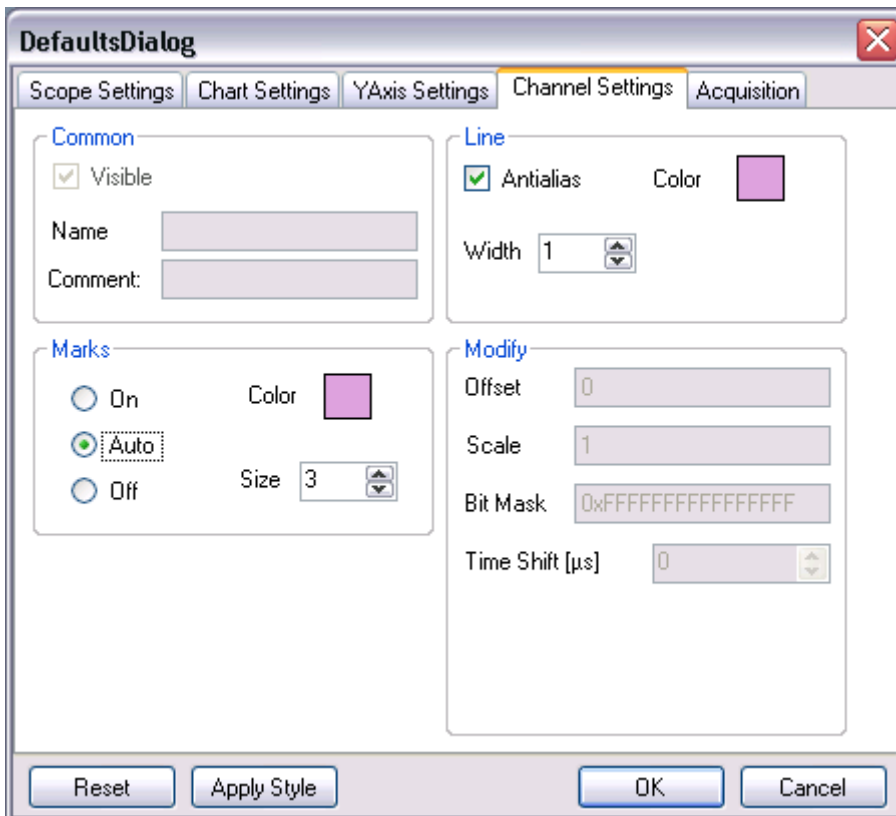 DefaultsDialog
Scope Settings Chart Settings YAxis Settings Channel Settings Acquisition
Common
Visible
Name
Comment:
Line
Antialias Color
Width 1
Marks
On Color
Auto
Off Size 3
Modify
Offset 0
Scale 1
Bit Mask 0xFFFFFFFFFFFFFFFF
Time Shift [µs] 0
Reset Apply Style OK Cancel